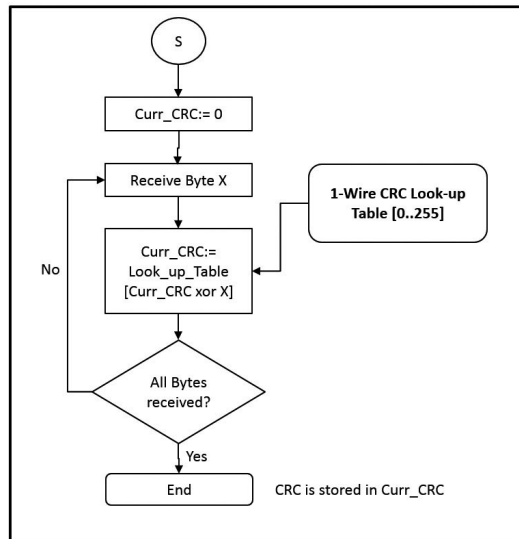 S
Curr_CRC:= 0
Receive Byte X
1-Wire CRC Look-up
Table [0..255]
Curr_CRC:=
Look_up_Table
[Curr_CRC xor X]
No
All Bytes
received?
Yes
End
CRC is stored in Curr_CRC